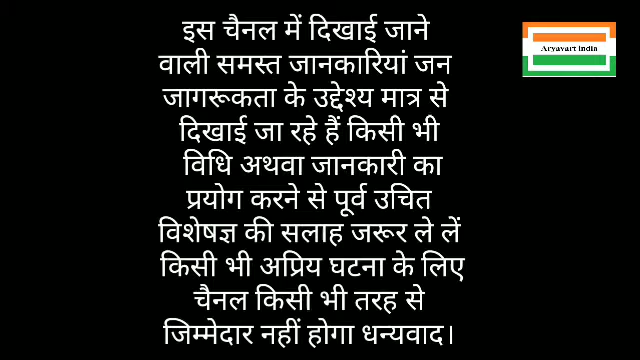 इस चैनल में दिखाई जाने
वाली समस्त जानकारियां जन
जागरूकता के उद्देश्य मात्र से
दिखाई जा रहे हैं किसी भी
विधि अथवा जानकारी का
प्रयोग करने से पूर्व उचित
विशेषज्ञ की सलाह जरूर ले लें
किसी भी अप्रिय घटना के लिए
चैनल किसी भी तरह से
जिम्मेदार नहीं होगा धन्यवाद।
Aryavart india